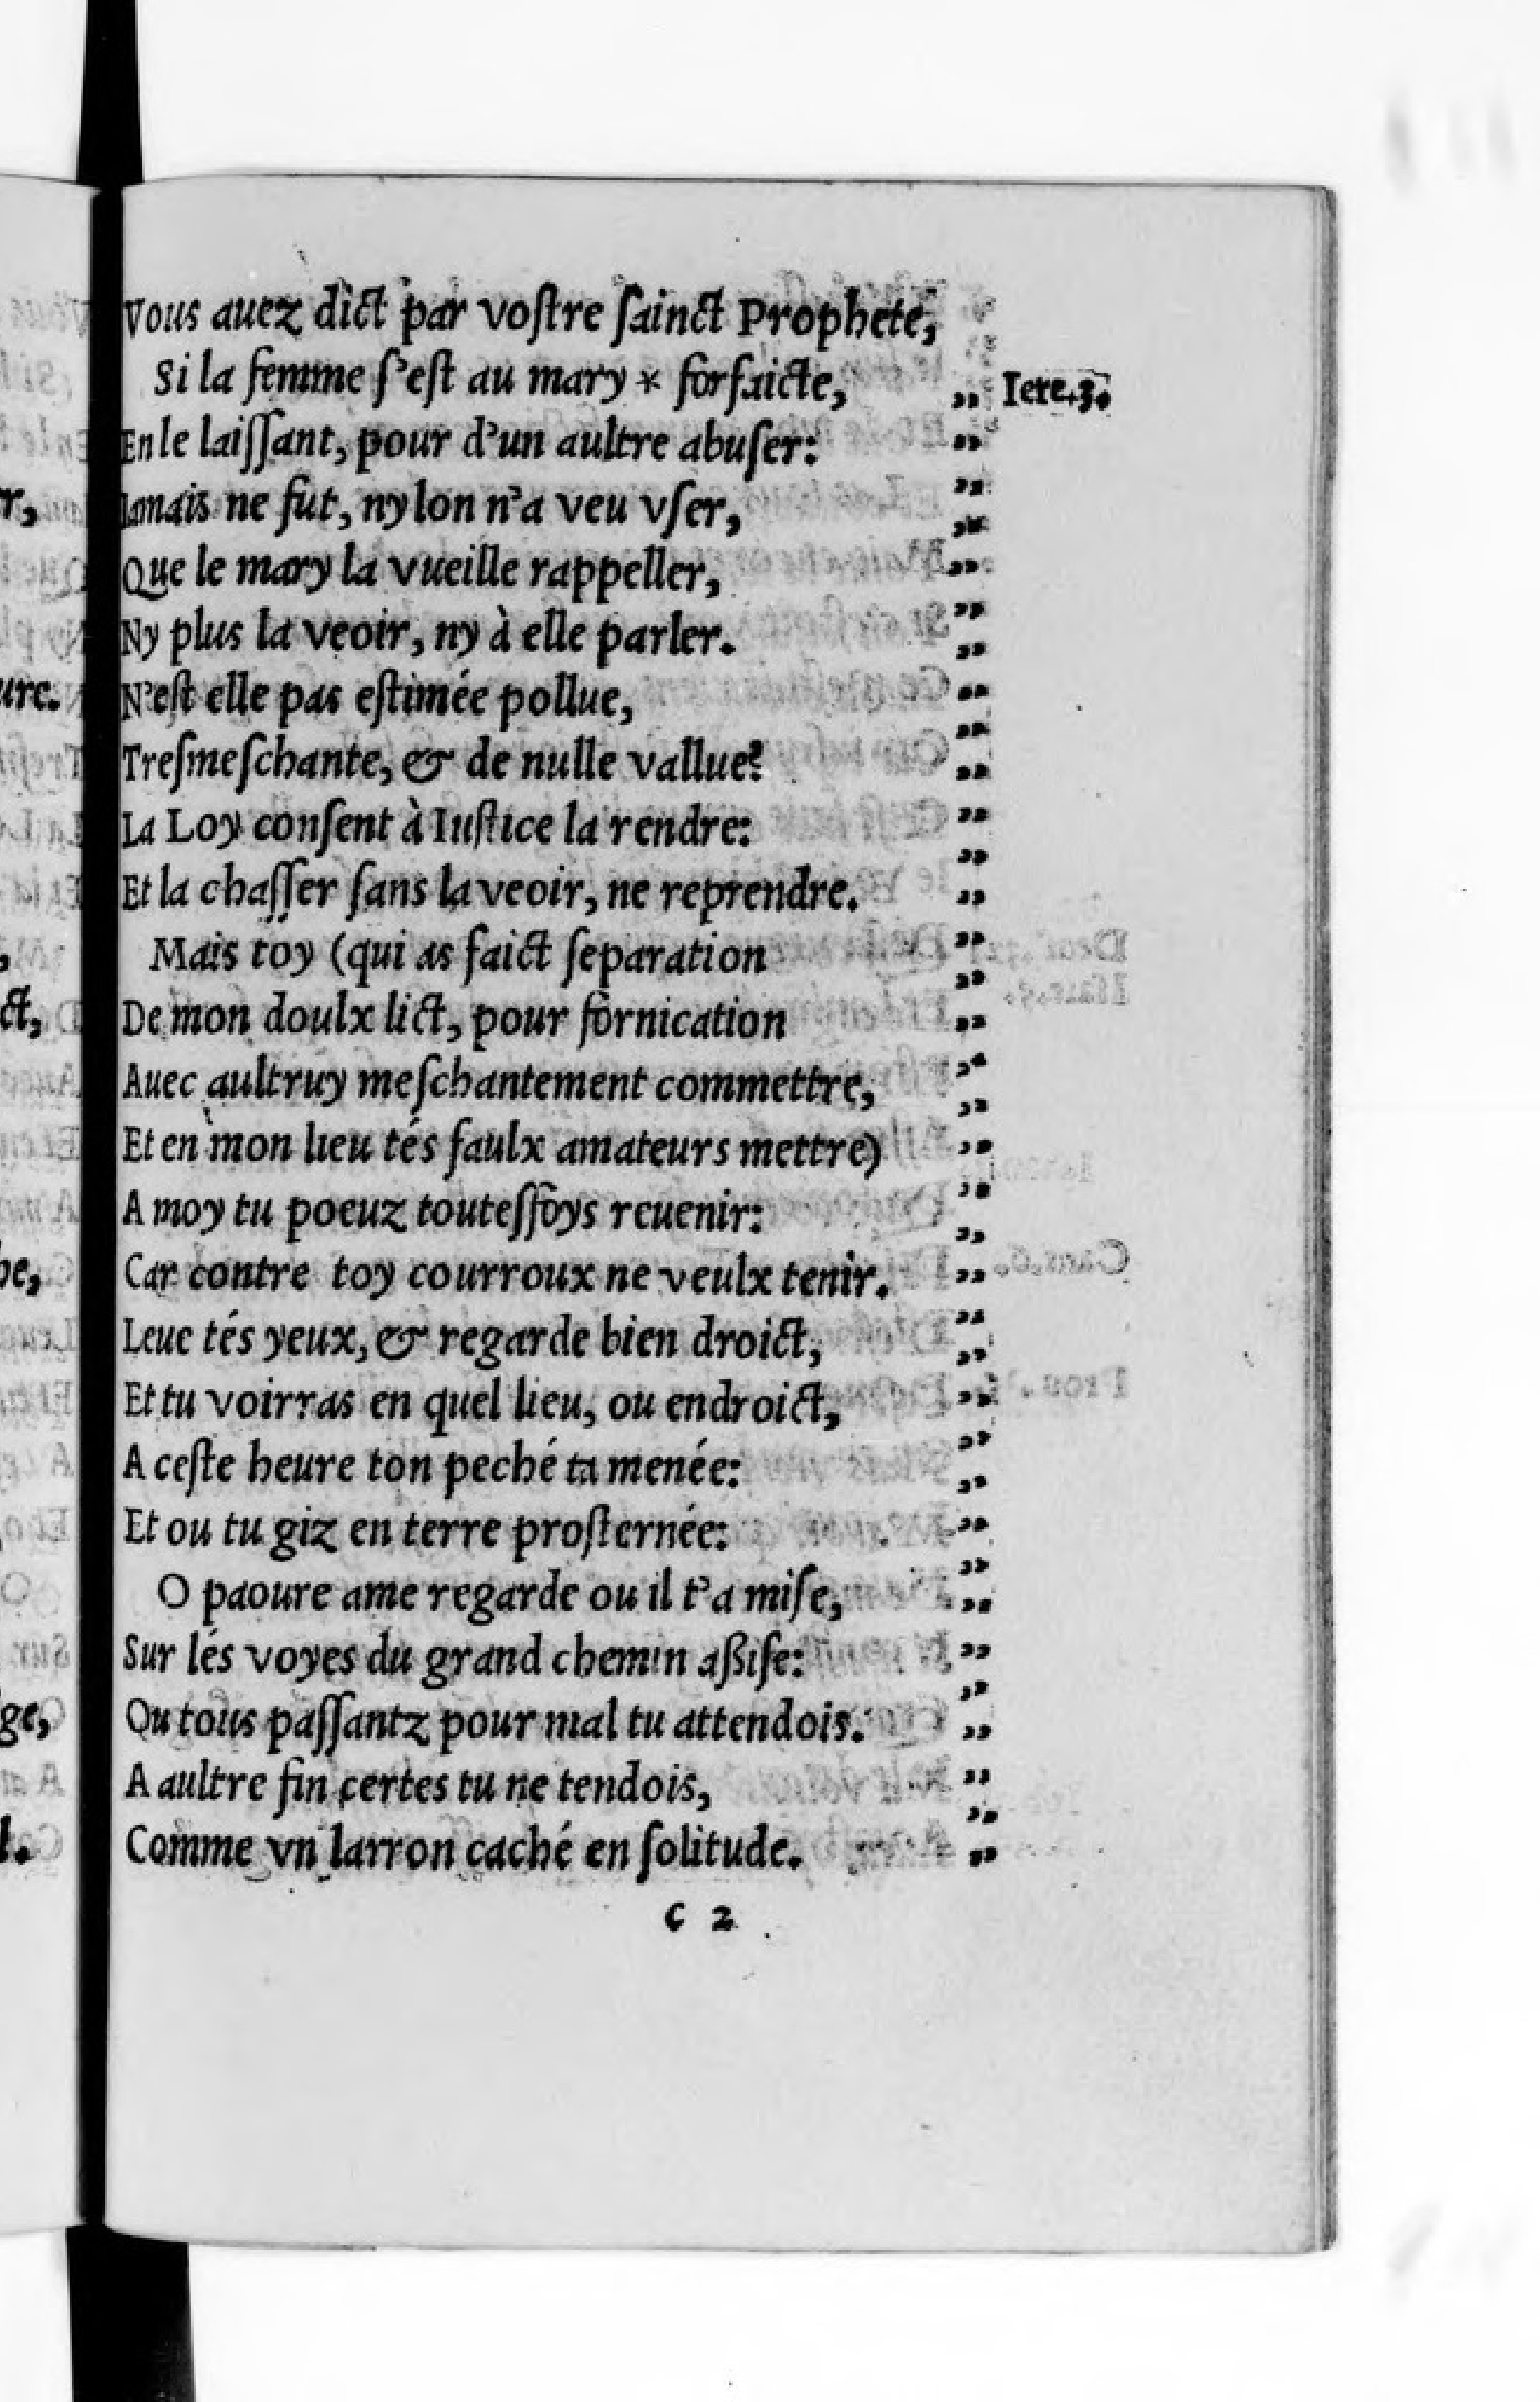 Vous auez dict par voſtre ſainct Prophete,
Si la femme ſ’eſt au mary * forfaicte, „ Iere.3.
En le laiſſant, pour d’un aultre abuſer: „
Iamais ne fut, ny lon n’a veu vſer, „
Que le mary la vueille rappeller, „
Ny plus la veoir, ny à elle parler. „
N’eſt elle pas eſtimée pollue, „
Treſmeſchante, & de nulle vallue? „
La Loy conſent à Iuſtice la rendre: „
Et la chaſſer ſans la veoir, ne reprendre. „
Mais toy (qui as faict ſeparation „
De mon doulx lict, pour fornication „
Auec aultruy meſchantement commettre, „
Et en mon lieu tés faulx amateurs mettre) „
A moy tu poeuz touteſfoys reuenir: „
Car contre toy courroux ne veulx tenir. „
Leue tés yeux, & regarde bien droict, „
Et tu voirras en quel lieu, ou endroict, „
A ceſte heure ton peché ta menée: „
Et ou tu giz en terre proſternée: „
O paoure ame regarde ou il t’a miſe, „
Sur lés voyes du grand chemin aßiſe: „
Ou tous paſſantz pour mal tu attendois. „
A aultre fin certes tu ne tendois, „
Comme vn larron caché en ſolitude. „
C 2
r,
ure.
,
ct,
he,
ge,
l.